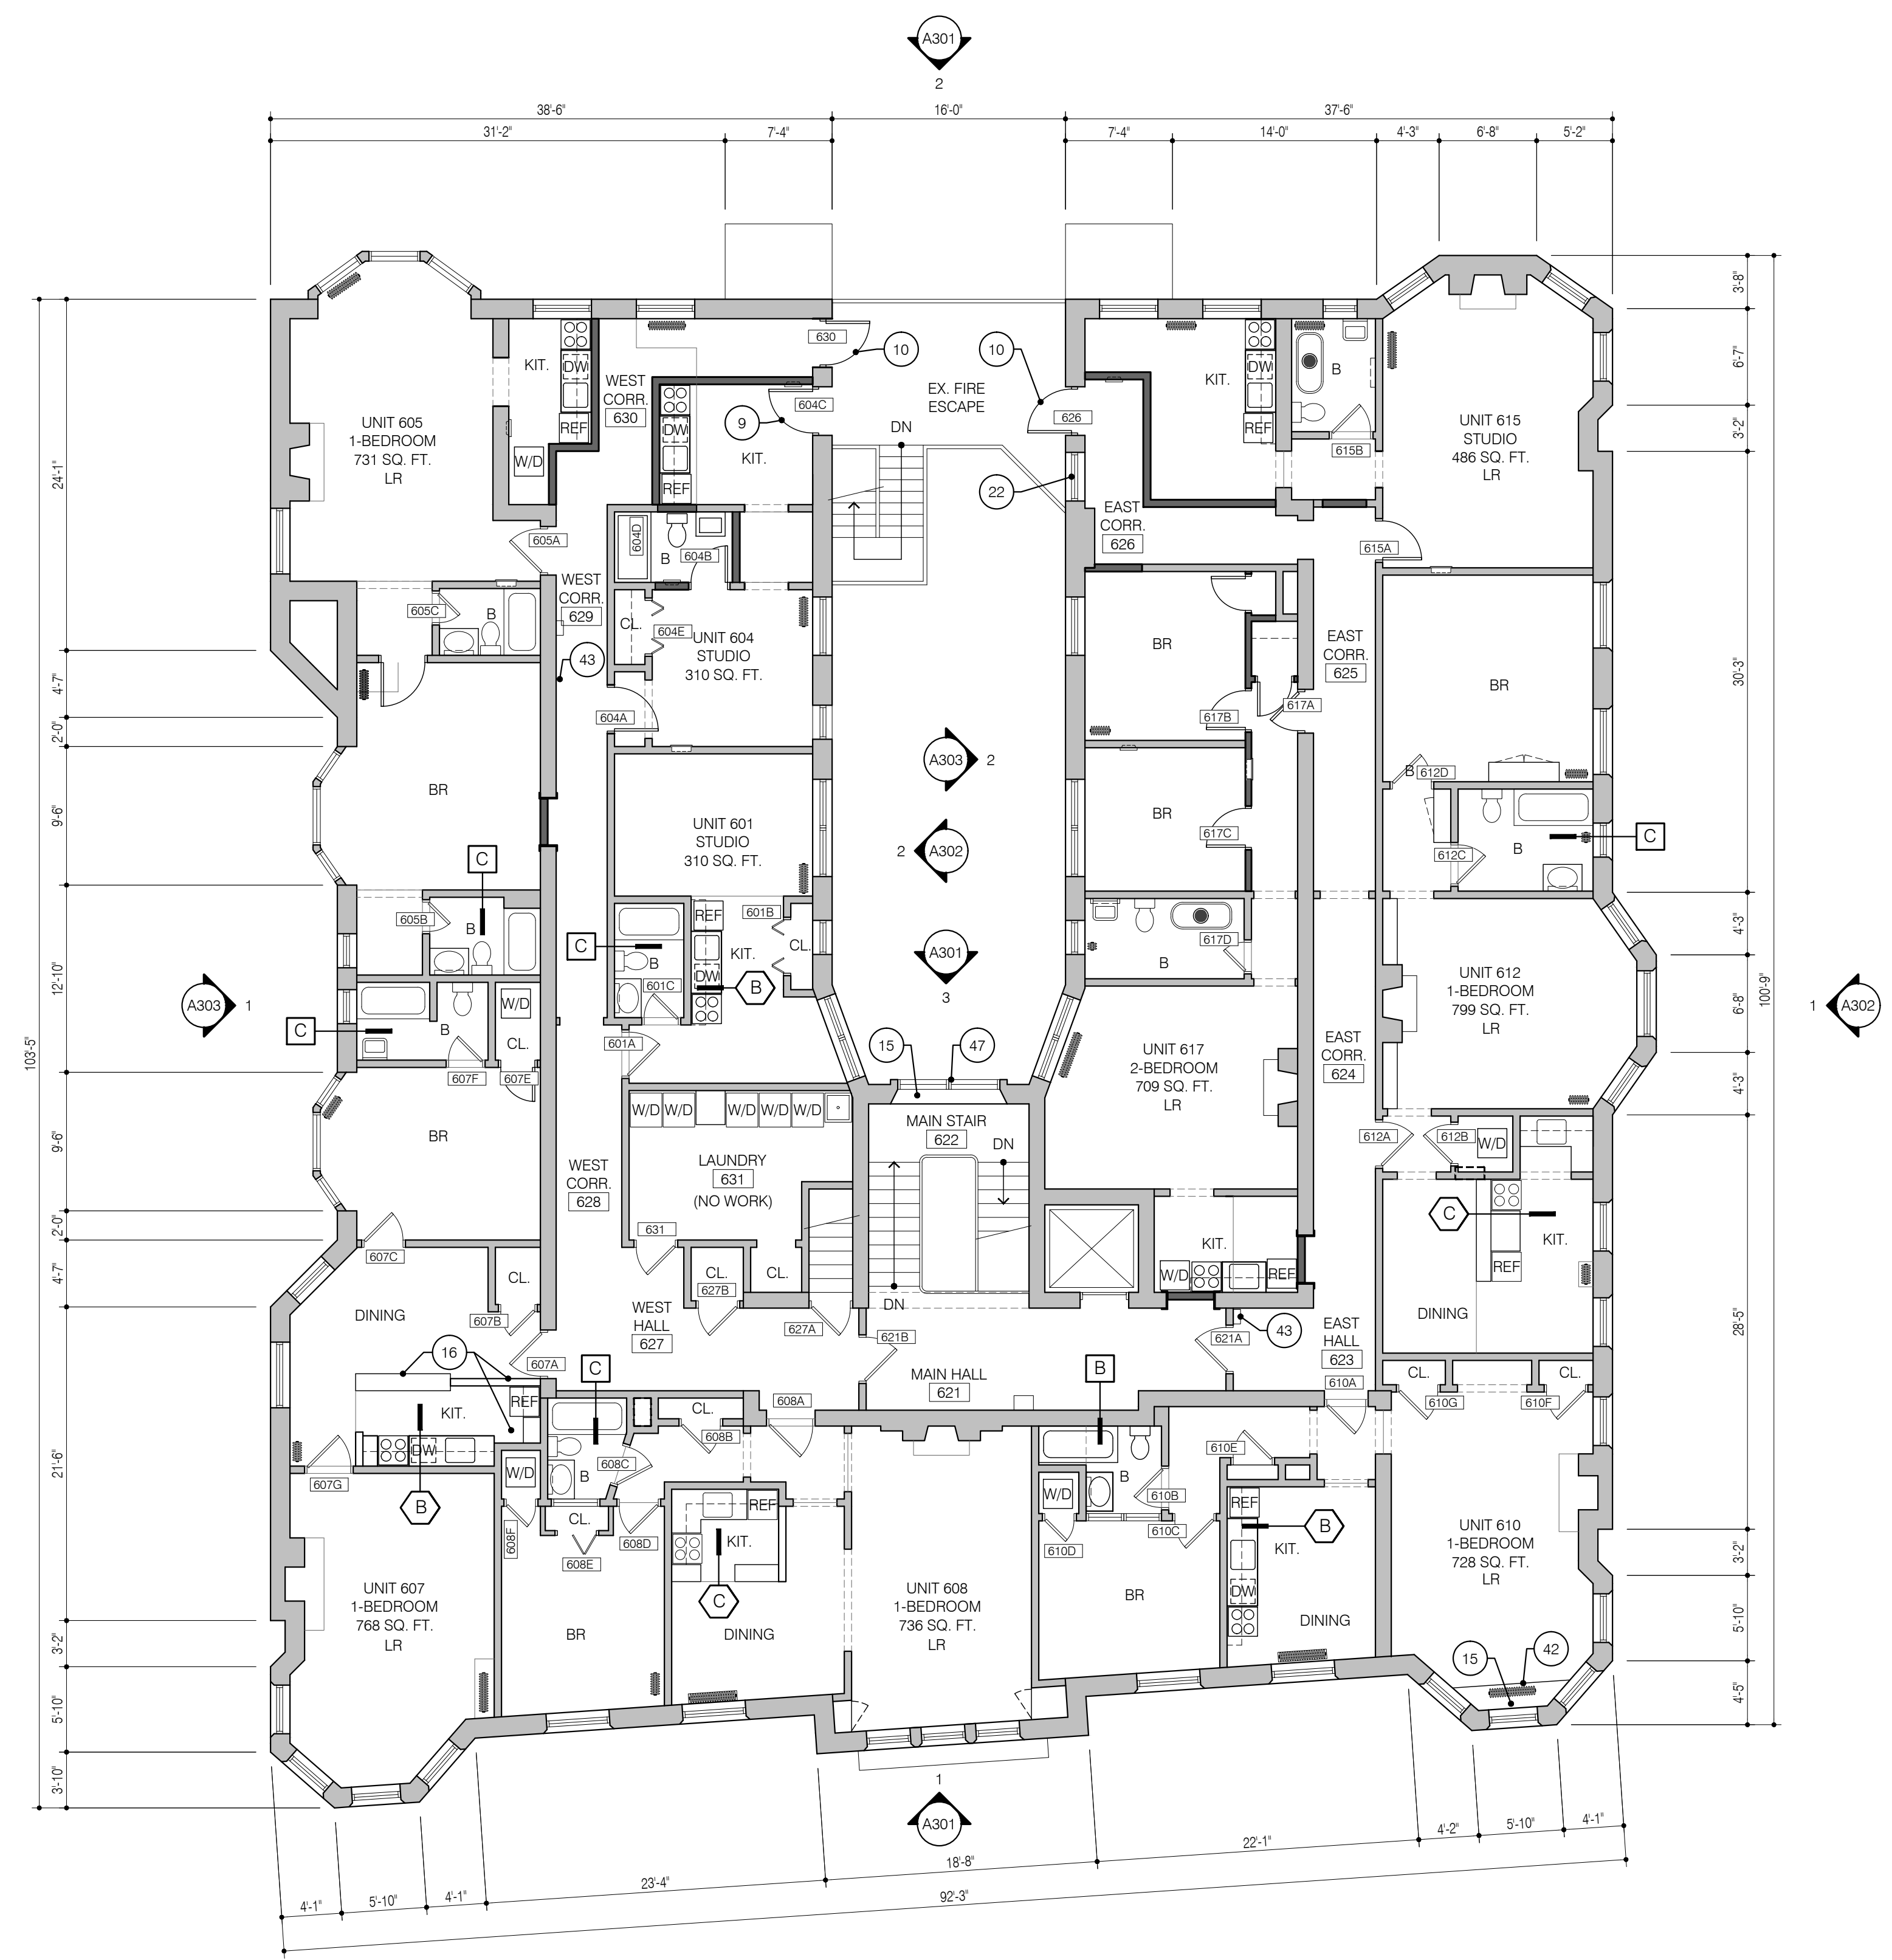 A301
2
38'-6"
16'-0"
37'-6"
31'-2"
7'-4"
7'-4"
14'-0"
4'-3"
6'-8"
5'-2"
103'-5"
24'-1"
4'-7"
2'-0"
9'-6"
12'-10"
9'-6"
2'-0"
4'-7"
21'-6"
3'-2"
5'-10"
3'-10"
3'-8"
6'-7"
3'-2"
30'-3"
4'-3"
6'-8"
4'-3"
28'-5"
3'-2"
5'-10"
4'-5"
100'-9"
UNIT 605
1-BEDROOM
731 SQ. FT.
LR
KIT.
DW
REF
W/D
605A
605C
B
BR
605B
B
C
WEST
CORR.
630
630
10
604C
9
DW
REF
KIT.
604D
B
604B
WEST
CORR.
629
43
CL.
604E
UNIT 604
STUDIO
310 SQ. FT.
604A
UNIT 601
STUDIO
310 SQ. FT.
C
B
601C
REF
DW
KIT.
B
601B
CL.
601A
EX. FIRE
ESCAPE
DN
10
626
22
EAST
CORR.
626
KIT.
DW
REF
B
615B
UNIT 615
STUDIO
486 SQ. FT.
LR
615A
BR
617B
617A
EAST
CORR.
625
BR
617C
617D
B
BR
B
612D
612C
B
C
A303
2
2
A302
A301
3
A303
1
1
A302
15
47
UNIT 617
2-BEDROOM
709 SQ. FT.
LR
KIT.
W/D
REF
EAST
CORR.
624
UNIT 612
1-BEDROOM
799 SQ. FT.
LR
612A
612B
W/D
C
KIT.
REF
DINING
CL.
CL.
610G
610F
C
B
W/D
CL.
607F
607E
BR
607C
CL.
607B
DINING
607A
16
KIT.
REF
DW
607G
B
UNIT 607
1-BEDROOM
768 SQ. FT.
LR
WEST
CORR.
628
W/D
W/D
W/D
W/D
W/D
LAUNDRY
631
(NO WORK)
631
CL.
627B
CL.
627A
WEST
HALL
627
MAIN STAIR
622
DN
DN
621B
MAIN HALL
621
621A
43
EAST
HALL
623
610A
C
B
608C
W/D
608F
CL.
608E
608D
CL.
608B
608A
REF
KIT.
C
BR
DINING
UNIT 608
1-BEDROOM
736 SQ. FT.
LR
B
B
W/D
610D
610B
610C
610E
BR
REF
B
KIT.
DW
DINING
UNIT 610
1-BEDROOM
728 SQ. FT.
LR
15
42
1
A301
4'-1"
5'-10"
4'-1"
23'-4"
18'-8"
22'-1"
4'-2"
5'-10"
4'-1"
92'-3"